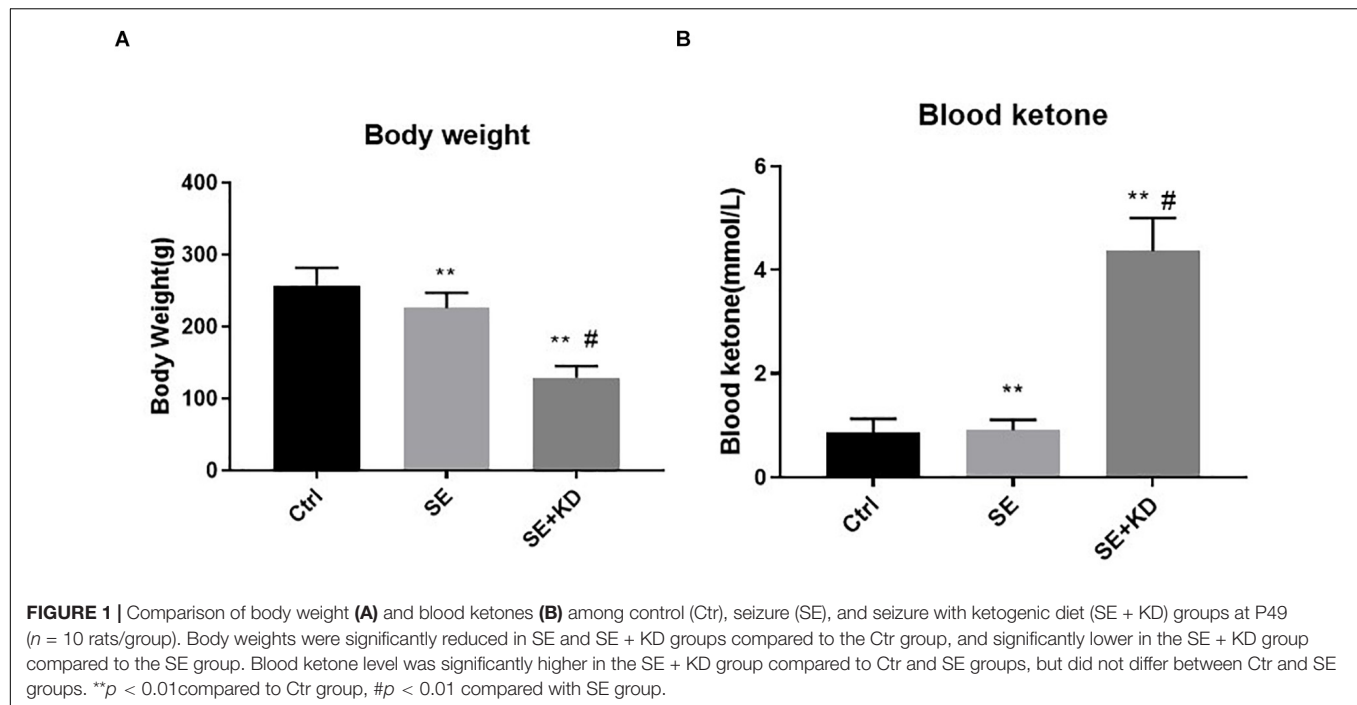 A
Body weight
Body Weight(g)
400
300
200
100
0
**
** #
Ctrl
SE
SE+KD
B
Blood ketone
Blood ketone(mmol/L)
6
4
2
0
**
** #
Ctrl
SE
SE+KD
FIGURE 1 | Comparison of body weight (A) and blood ketones (B) among control (Ctr), seizure (SE), and seizure with ketogenic diet (SE + KD) groups at P49
(n = 10 rats/group). Body weights were significantly reduced in SE and SE + KD groups compared to the Ctr group, and significantly lower in the SE + KD group
compared to the SE group. Blood ketone level was significantly higher in the SE + KD group compared to Ctr and SE groups, but did not differ between Ctr and SE
groups. **p < 0.01compared to Ctr group, #p < 0.01 compared with SE group.